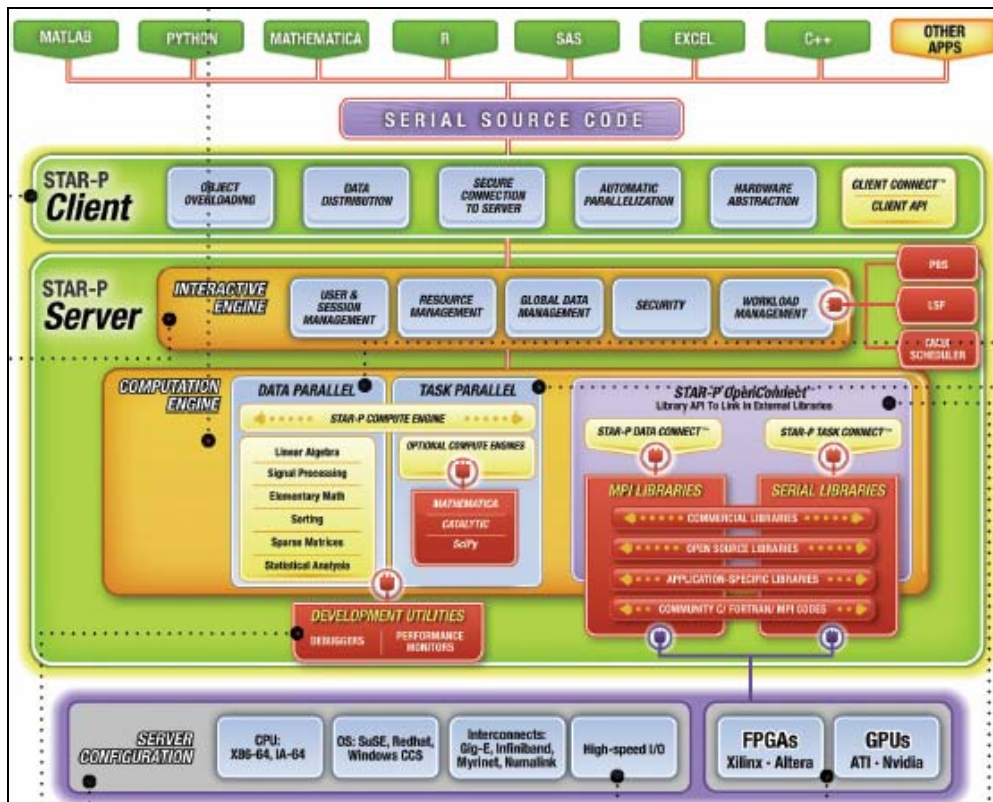 MATLAB
PYTHON
MATHEMATICA
R
SAS
EXCEL
C++
OTHER
APPS
SERIAL SOURCE CODE
STAR-P
Client
OBJECT
OVERLOADING
DATA
DISTRIBUTION
SECURE
CONNECTION
TO SERVER
AUTOMATIC
PARALLELIZATION
HARDWARE
ABSTRACTION
CLIENT CONNECT™
CLIENT API
STAR-P
Server
INTERACTIVE
ENGINE
USER &
SESSION
MANAGEMENT
RESOURCE
MANAGEMENT
GLOBAL DATA
MANAGEMENT
SECURITY
WORKLOAD
MANAGEMENT
PBS
LSF
SCHEDULER
COMPUTATION
ENGINE
DATA PARALLEL
TASK PARALLEL
STAR-P COMPUTE ENGINE
Linear Algebra
Signal Processing
Elementary Math
Sorting
Sparse Matrices
Statistical Analysis
OPTIONAL COMPUTE ENGINES
MATHEMATICA
CATALYTIC
SciPy
STAR-P OpenConnect™
Library API To Link In External Libraries
STAR-P DATA CONNECT™
STAR-P TASK CONNECT™
MPI LIBRARIES
SERIAL LIBRARIES
COMMERCIAL LIBRARIES
OPEN SOURCE LIBRARIES
APPLICATION-SPECIFIC LIBRARIES
COMMUNITY C/ FORTRAN/ MPI CODES
DEVELOPMENT UTILITIES
DEBUGGERS
PERFORMANCE
MONITORS
SERVER
CONFIGURATION
CPU:
X86-64, IA-64
OS: SuSE, Redhat,
Windows CCS
Interconnects:
Gig-E, Infiniband,
Myrinet, Numalink
High-speed I/O
FPGAs
Xilinx - Altera
GPUs
ATI - Nvidia